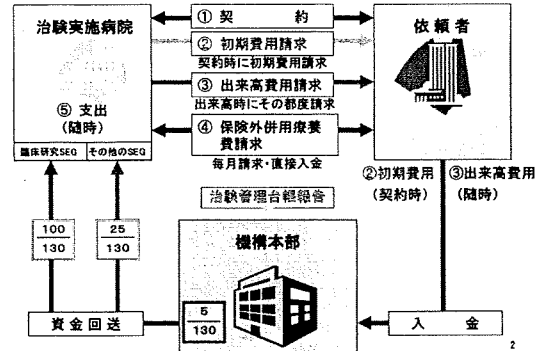 治験実施病院
⑤ 支出
(随時)
臨床研究SEG
その他のSEG
① 契 約
② 初期費用請求
契約時に初期費用請求
③ 出来高費用請求
出来高時にその都度請求
④ 保険外併用療養
費請求
毎月請求・直接入金
依頼者
②初期費用
(契約時)
③出来高費用
(随時)
治験管理台帳報告
100
130
25
130
機構本部
5
130
資金回送
入 金
2